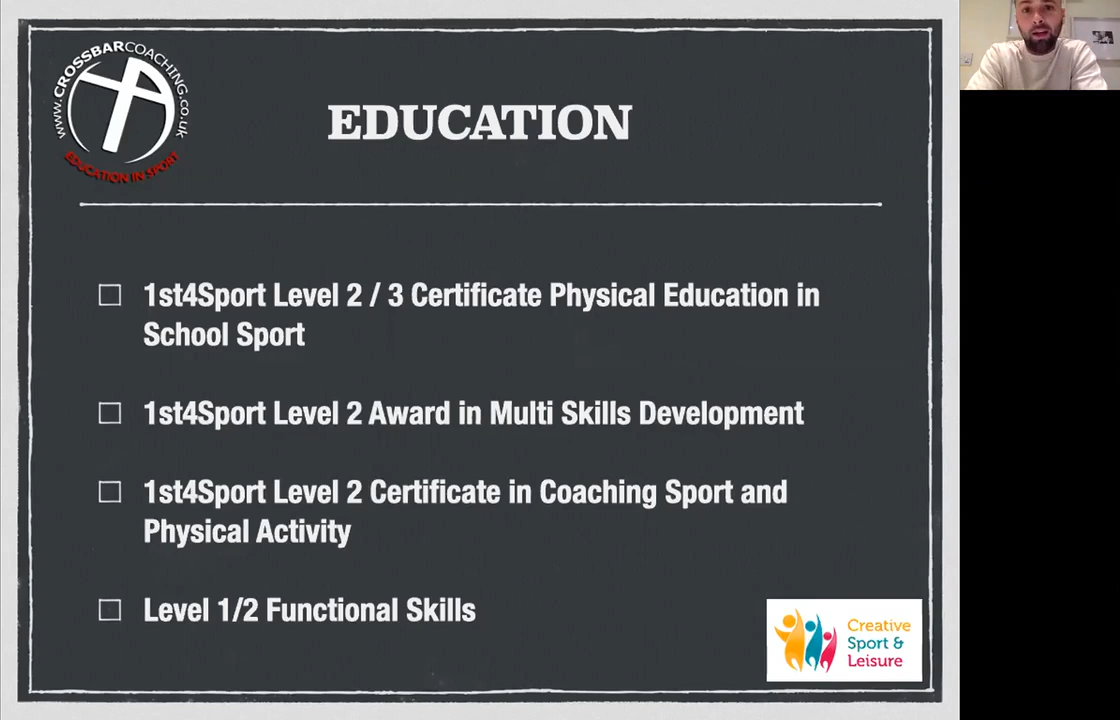 www.CROSSBARCOACHING.co.uk
EDUCATION IN SPORT
EDUCATION
1st4Sport Level 2 / 3 Certificate Physical Education in
School Sport
1st4Sport Level 2 Award in Multi Skills Development
1st4Sport Level 2 Certificate in Coaching Sport and
Physical Activity
Level 1/2 Functional Skills
Creative
Sport &
Leisure